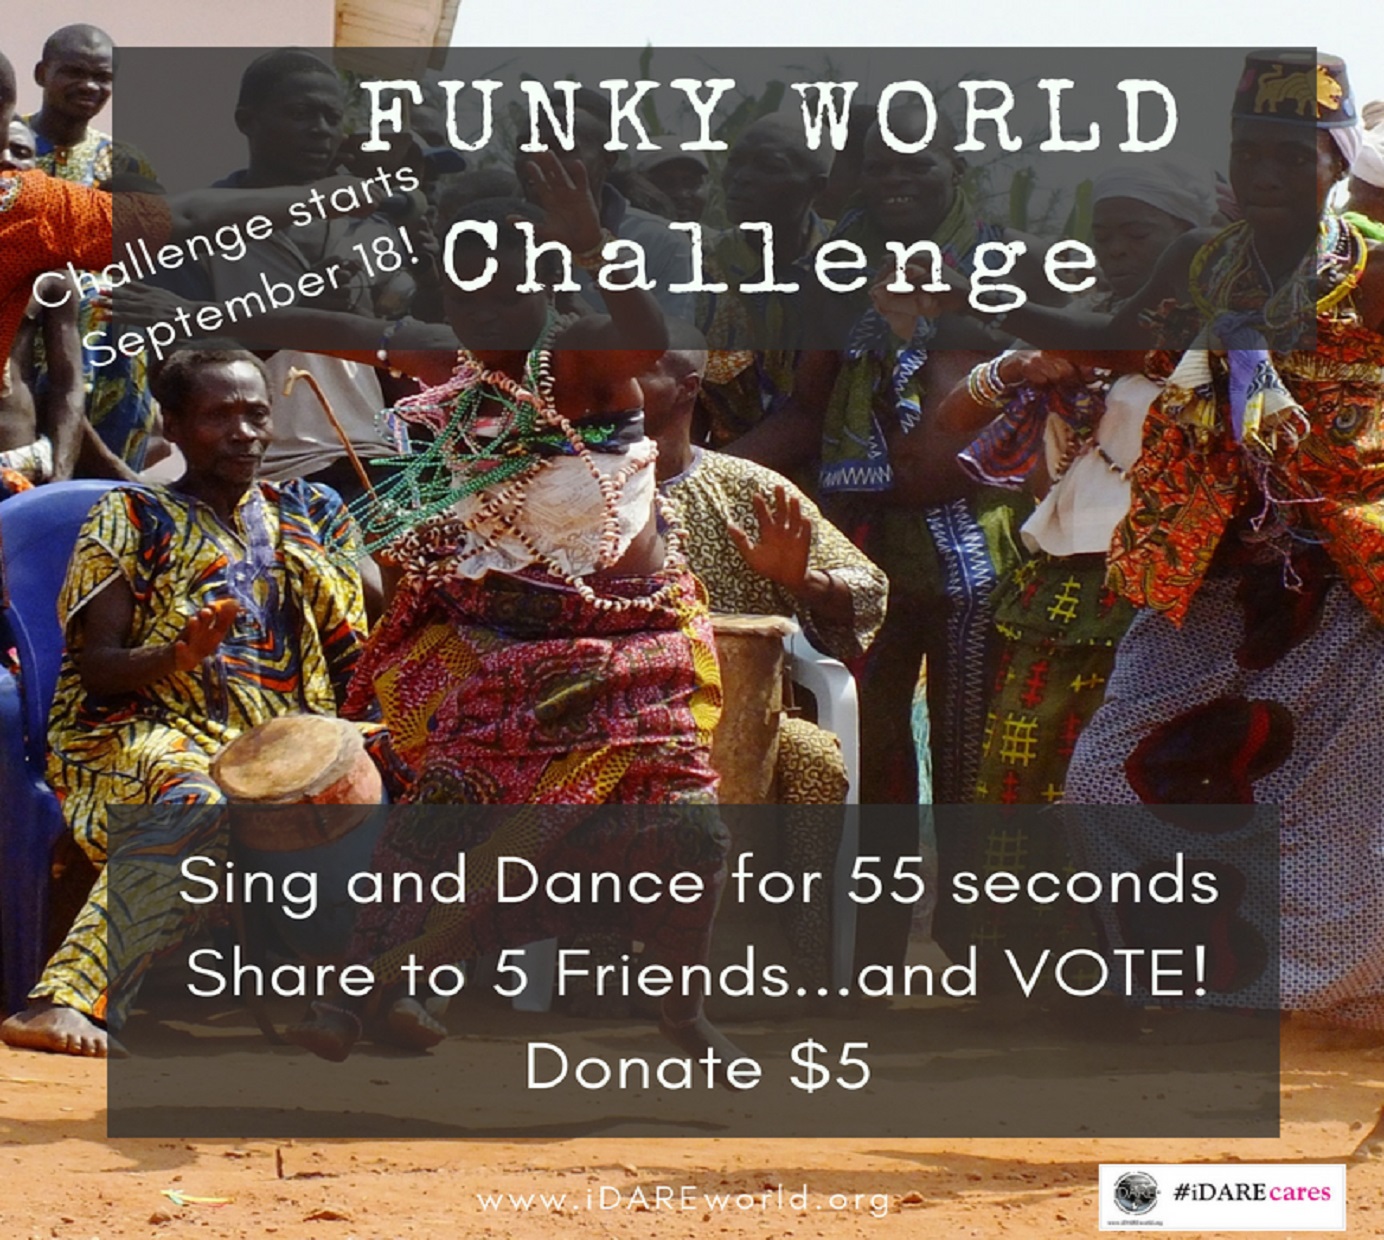 FUNKY WORLD
Challenge
Challenge starts
September 18!
Sing and Dance for 55 seconds
Share to 5 Friends...and VOTE!
Donate $5
www.iDAREworld.org
#iDAREcares